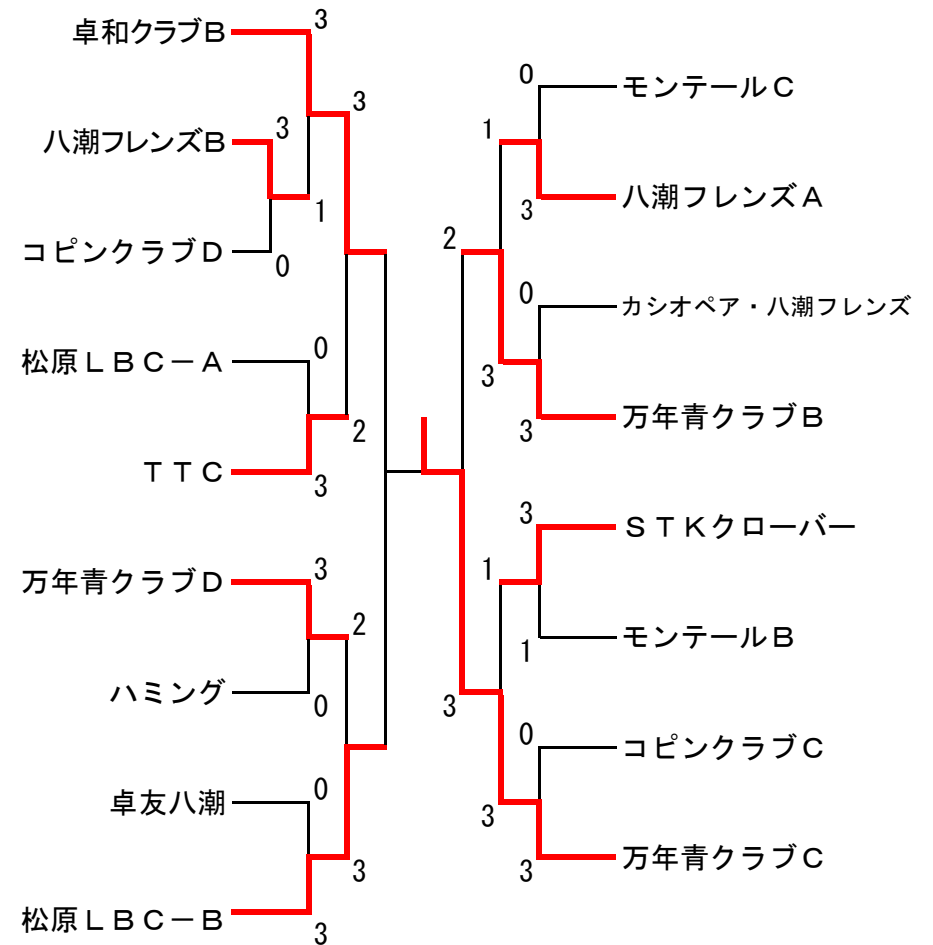 卓和クラブB
3
3
八潮フレンズB
3
1
コピンクラブD
0
松原LBC－A
0
2
TTC
3
万年青クラブD
3
2
ハミング
0
卓友八潮
0
3
松原LBC－B
3
0
モンテールC
1
八潮フレンズA
3
2
0
カシオペア・八潮フレンズ
3
万年青クラブB
3
3
STKクローバー
1
モンテールB
1
3
0
コピンクラブC
3
万年青クラブC
3